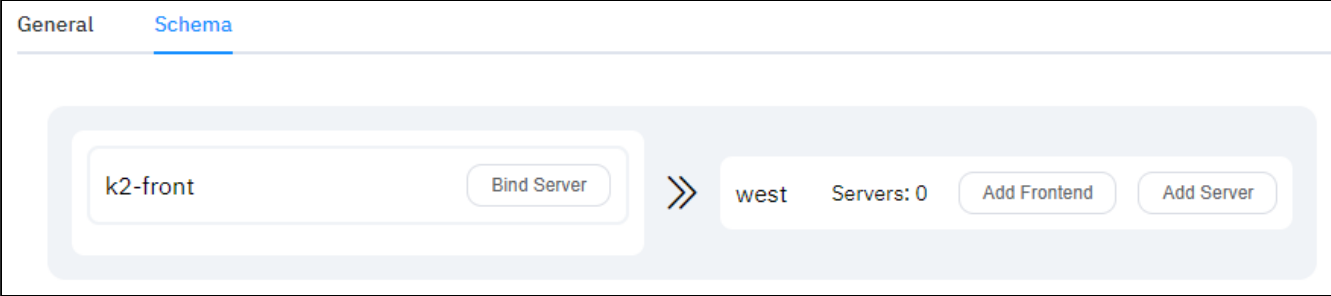 General Schema
k2-front Bind Server west Servers: 0 Add Frontend Add Server